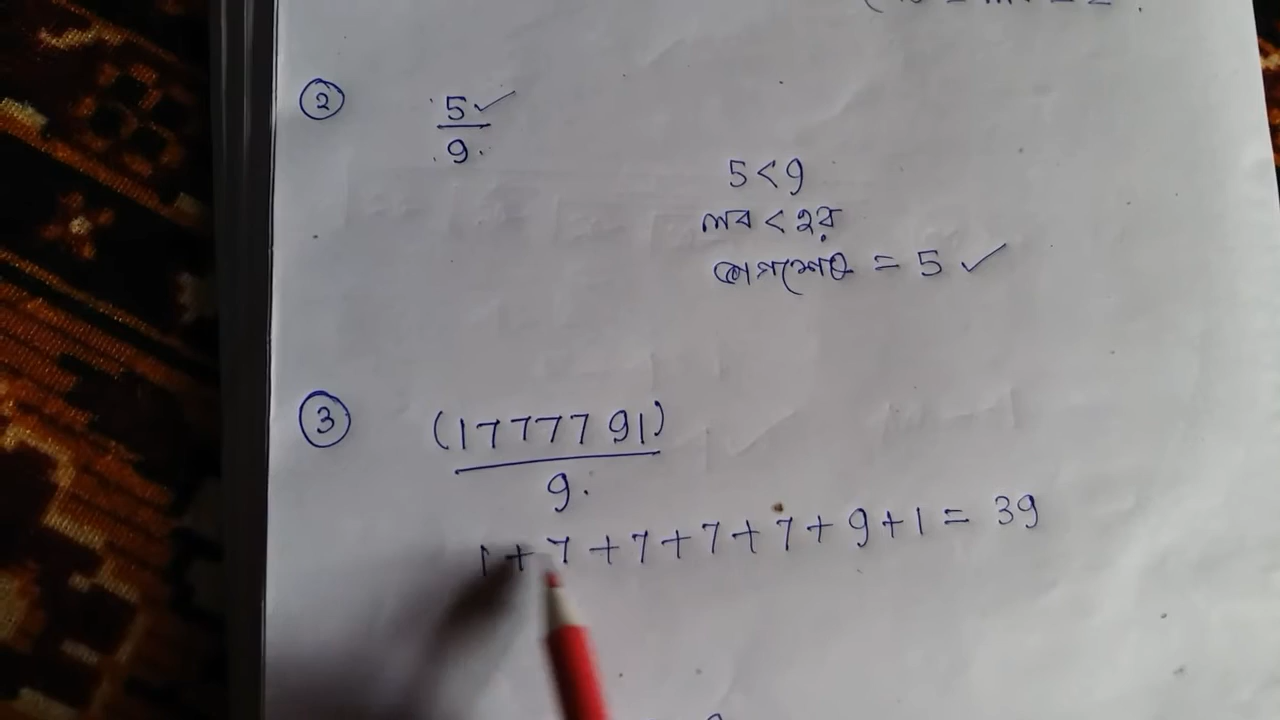 ② 5 ✓
9
5 < 9
লব < হর
ভাগশেষ = 5 ✓
③ (1777791)
9
1 + 7 + 7 + 7 + 7 + 9 + 1 = 39